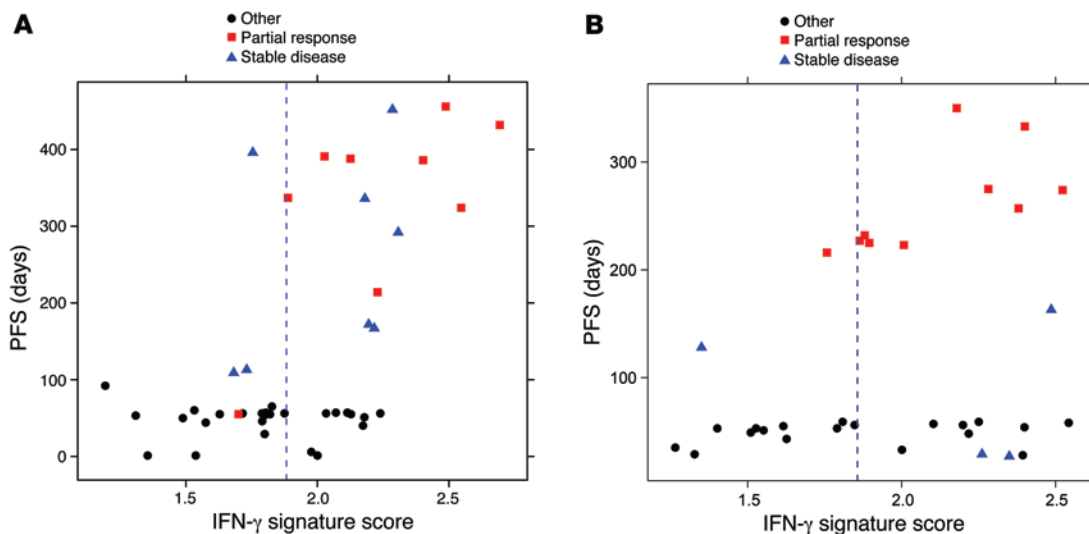 A
Other
Partial response
Stable disease
400
300
200
100
0
PFS (days)
1.5 2.0 2.5
IFN-γ signature score
B
Other
Partial response
Stable disease
300
200
100
PFS (days)
1.5 2.0 2.5
IFN-γ signature score